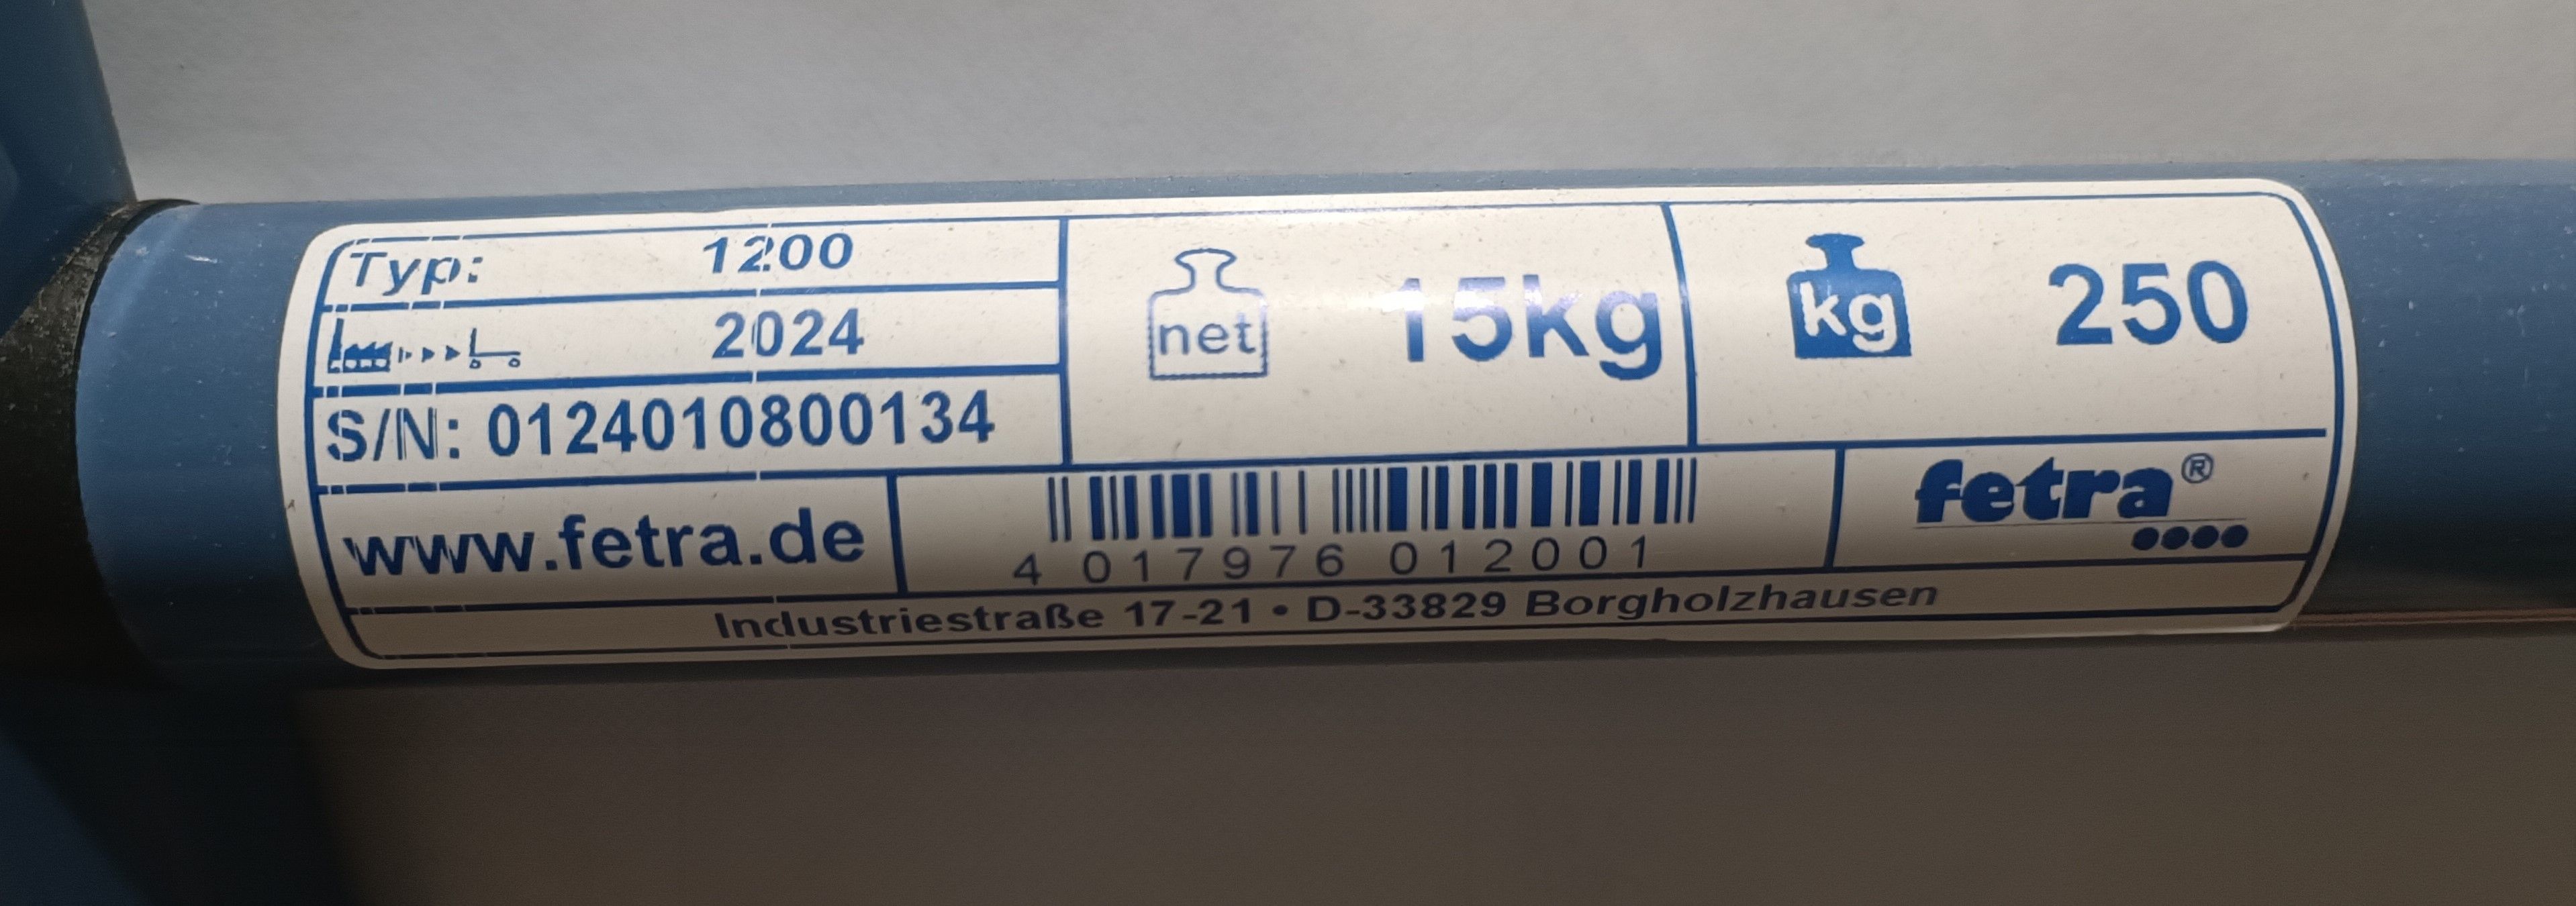 Typ: 1200
2024
S/N: 0124010800134
net 15kg
kg 250
www.fetra.de
4 017976 012001
fetra®
Industriestraße 17-21 • D-33829 Borgholzhausen